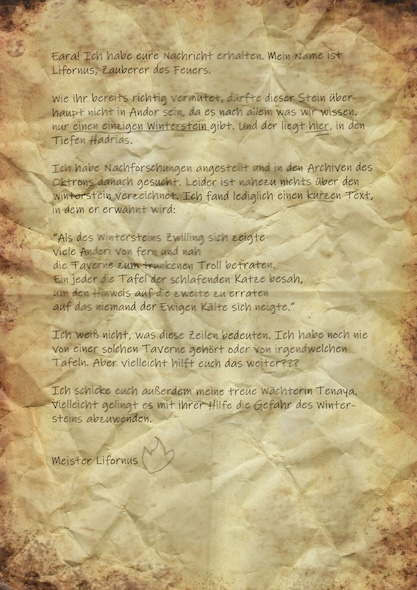 Eara! Ich habe eure Nachricht erhalten. Mein Name ist
Lifornus, Zauberer des Feuers.
wie ihr bereits richtig vermutet, dürfte dieser Stein über-
haupt nicht in Andor sein, da es nach allem was wir wissen,
nur einen einzigen Winterstein gibt. Und der liegt hier, in den
Tiefen Hadrias.
Ich habe Nachforschungen angestellt und in den Archiven des
Oktrons danach gesucht. Leider ist nahezu nichts über den
Winterstein verzeichnet. Ich fand lediglich einen kurzen Text,
in dem er erwähnt wird:
"Als des Wintersteins Zwilling sich zeigte
viele Andori von fern und nah
die Taverne zum trunkenen Troll betraten.
Ein jeder die Tafel der schlafenden Katze besah,
um den Hinweis auf die zweite zu erraten
auf das niemand der Ewigen Kälte sich neigte."
Ich weiß nicht, was diese Zeilen bedeuten. Ich habe noch nie
von einer solchen Taverne gehört oder von irgendwelchen
Tafeln. Aber vielleicht hilft euch das weiter???
Ich schicke euch außerdem meine treue Wächterin Tenaya.
Vielleicht gelingt es mit ihrer Hilfe die Gefahr des Winter-
steins abzuwenden.
Meister Lifornus